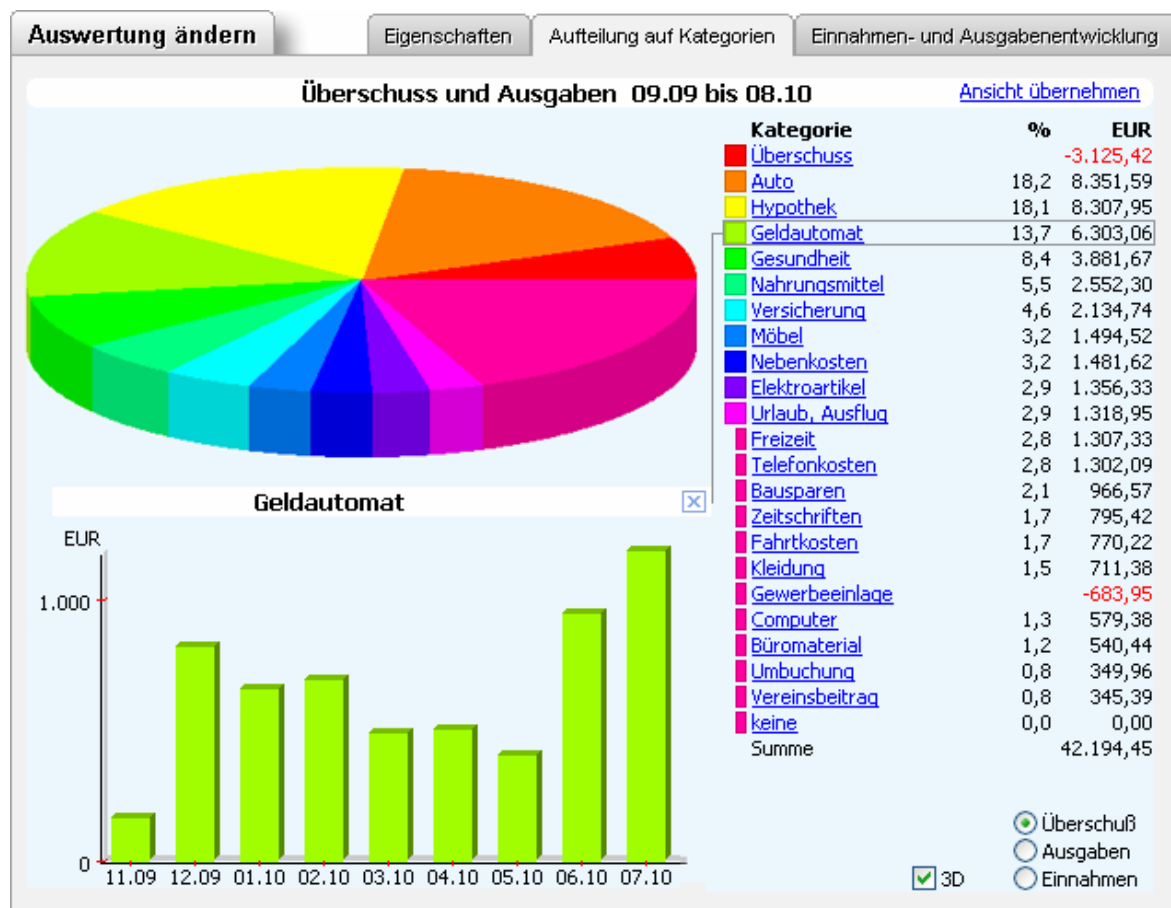 Auswertung ändern
Eigenschaften
Aufteilung auf Kategorien
Einnahmen- und Ausgabenentwicklung
Überschuss und Ausgaben 09.09 bis 08.10
Ansicht übernehmen
Kategorie % EUR
Überschuss -3.125,42
Auto 18,2 8.351,59
Hypothek 18,1 8.307,95
Geldautomat 13,7 6.303,06
Gesundheit 8,4 3.881,67
Nahrungsmittel 5,5 2.552,30
Versicherung 4,6 2.134,74
Möbel 3,2 1.494,52
Nebenkosten 3,2 1.481,62
Elektroartikel 2,9 1.356,33
Urlaub, Ausflug 2,9 1.318,95
Freizeit 2,8 1.307,33
Telefonkosten 2,8 1.302,09
Bausparen 2,1 966,57
Zeitschriften 1,7 795,42
Fahrtkosten 1,7 770,22
Kleidung 1,5 711,38
Gewerbeeinlage -683,95
Computer 1,3 579,38
Büromaterial 1,2 540,44
Umbuchung 0,8 349,96
Vereinsbeitrag 0,8 345,39
keine 0,0 0,00
Summe 42.194,45
Geldautomat
EUR
1.000
0
11.09 12.09 01.10 02.10 03.10 04.10 05.10 06.10 07.10
3D
Überschuß
Ausgaben
Einnahmen